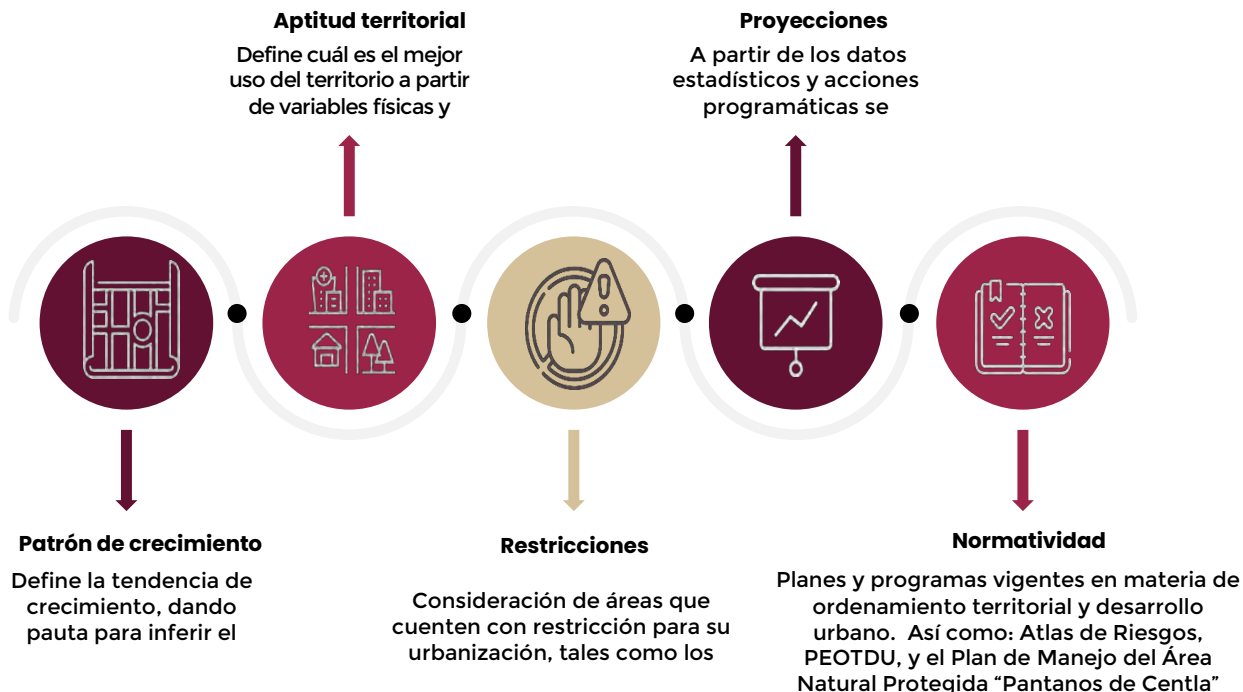 Patrón de crecimiento
Define la tendencia de
crecimiento, dando
pauta para inferir el
Aptitud territorial
Define cuál es el mejor
uso del territorio a partir
de variables físicas y
Restricciones
Consideración de áreas que
cuenten con restricción para su
urbanización, tales como los
Proyecciones
A partir de los datos
estadísticos y acciones
programáticas se
Normatividad
Planes y programas vigentes en materia de
ordenamiento territorial y desarrollo
urbano. Así como: Atlas de Riesgos,
PEOTDU, y el Plan de Manejo del Área
Natural Protegida “Pantanos de Centla”